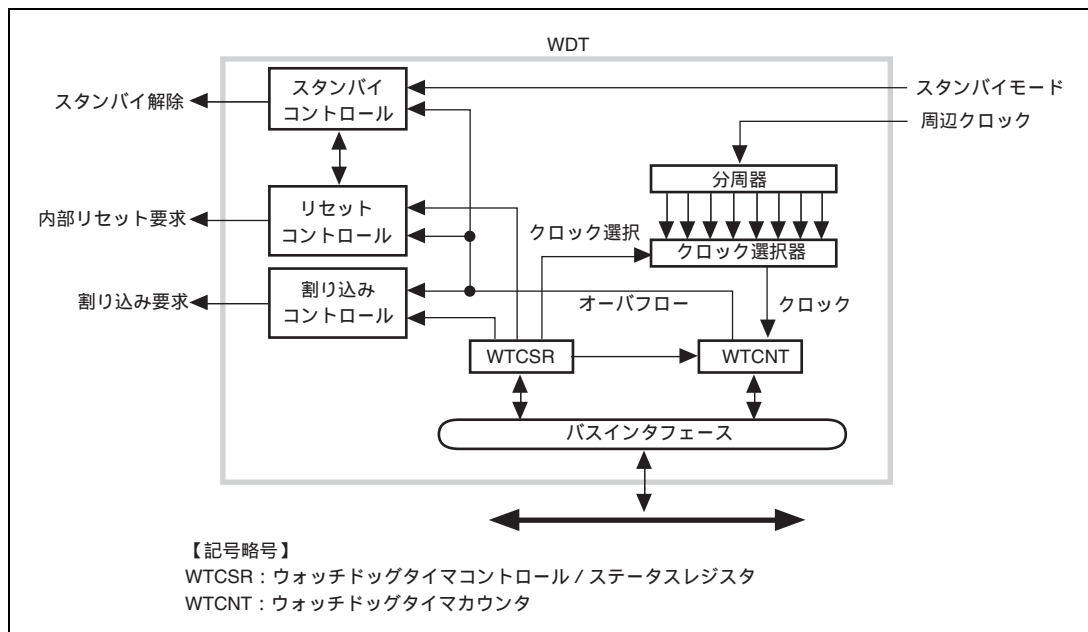 WDT
スタンバイ
コントロール
スタンバイ解除
スタンバイモード
周辺クロック
分周器
内部リセット要求
リセット
コントロール
クロック選択
クロック選択器
割り込み要求
割り込み
コントロール
オーバフロー
クロック
WTCSR
WTCNT
バスインタフェース
【記号略号】
WTCSR : ウォッチドッグタイマコントロール / ステータスレジスタ
WTCNT : ウォッチドッグタイマカウンタ